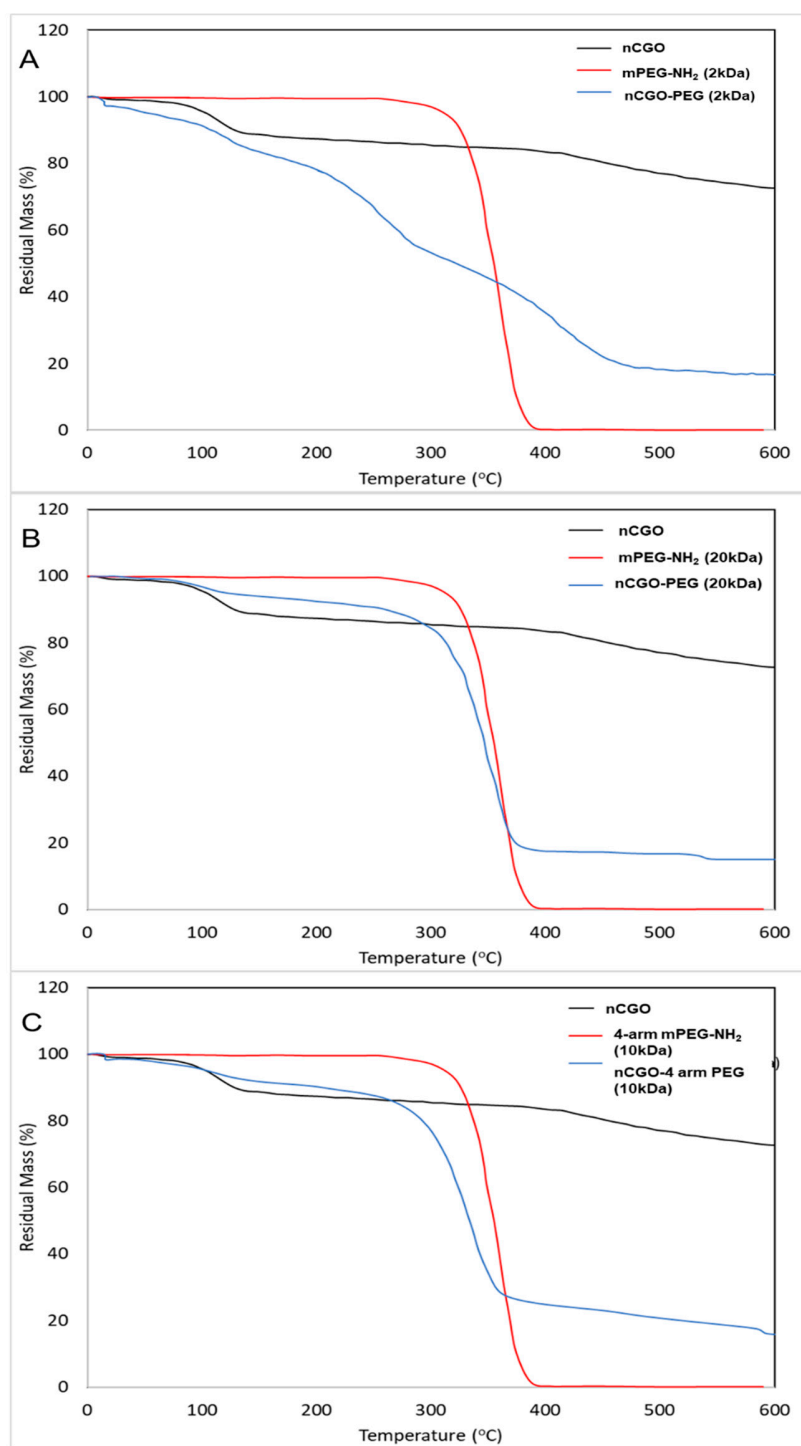 A
120
100
80
60
40
20
0
Residual Mass (%)
nCGO
mPEG-NH₂ (2kDa)
nCGO-PEG (2kDa)
0 100 200 300 400 500 600
Temperature (°C)
B
120
100
80
60
40
20
0
Residual Mass (%)
nCGO
mPEG-NH₂ (20kDa)
nCGO-PEG (20kDa)
0 100 200 300 400 500 600
Temperature (°C)
C
120
100
80
60
40
20
0
Residual Mass (%)
nCGO
4-arm mPEG-NH₂
(10kDa)
nCGO-4 arm PEG
(10kDa)
0 100 200 300 400 500 600
Temperature (°C)